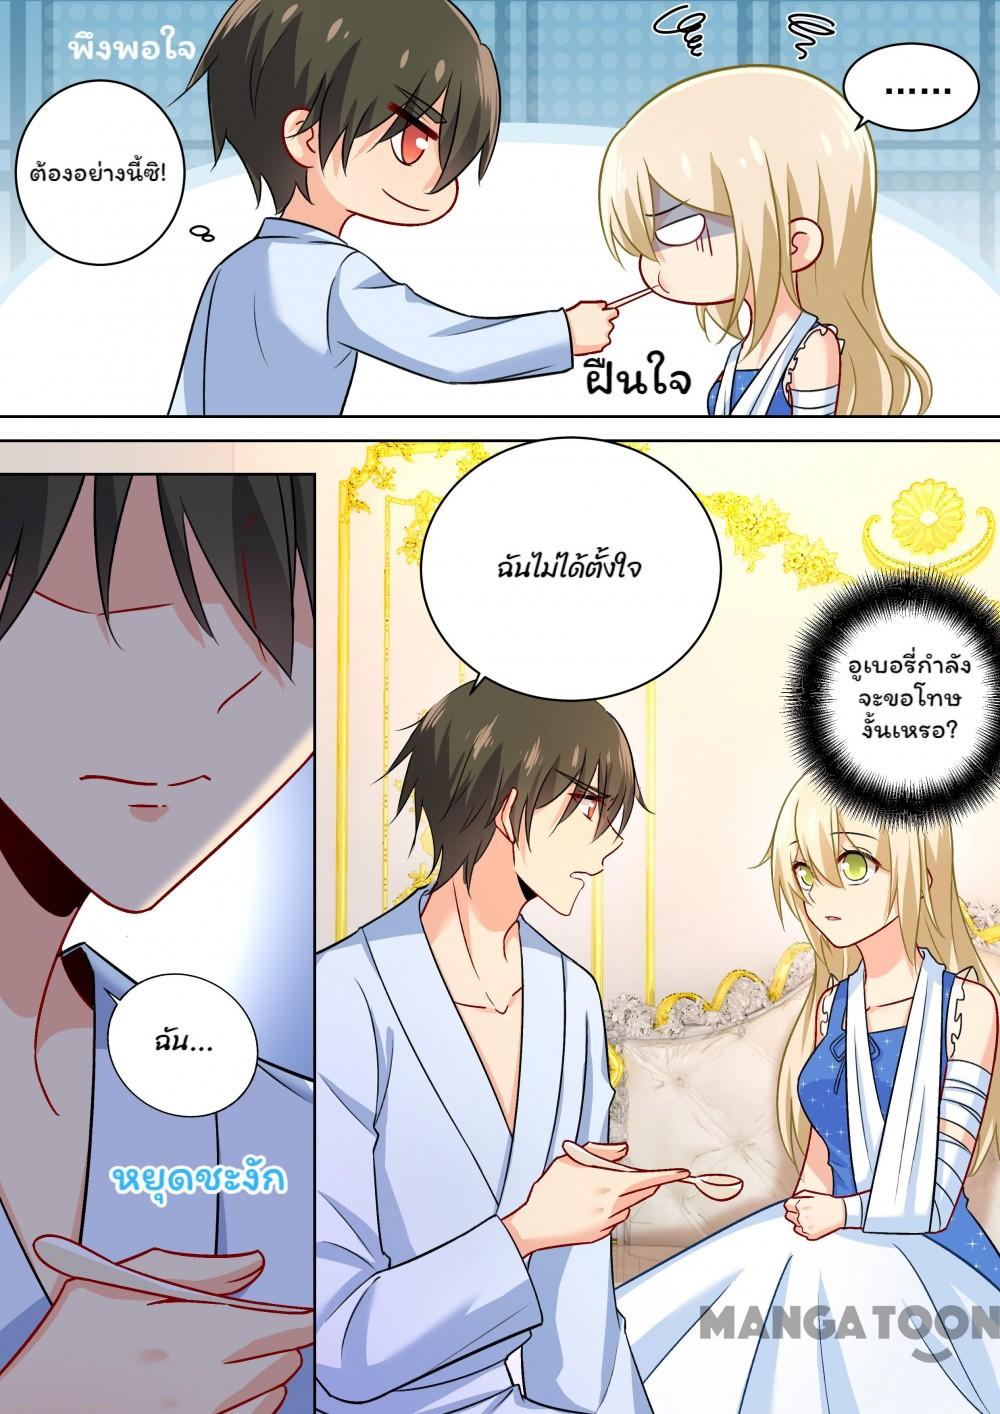 พึงพอใจ
ต้องอย่างนี้ซิ!
.......
ฝืนใจ
ฉันไม่ได้ตั้งใจ
อูเบอรี่กำลัง
จะขอโทษ
งั้นเหรอ?
ฉัน...
หยุดชะงัก
MANGATOON